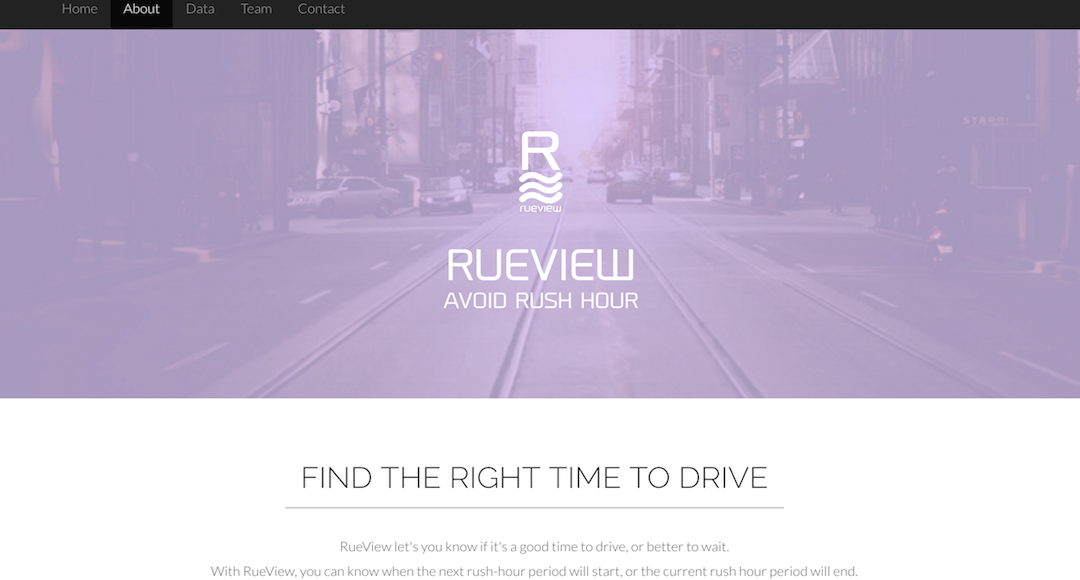 Home About Data Team Contact
R
rueview
RUEVIEW
AVOID RUSH HOUR
FIND THE RIGHT TIME TO DRIVE
RueView let's you know if it's a good time to drive, or better to wait.
With RueView, you can know when the next rush-hour period will start, or the current rush hour period will end.